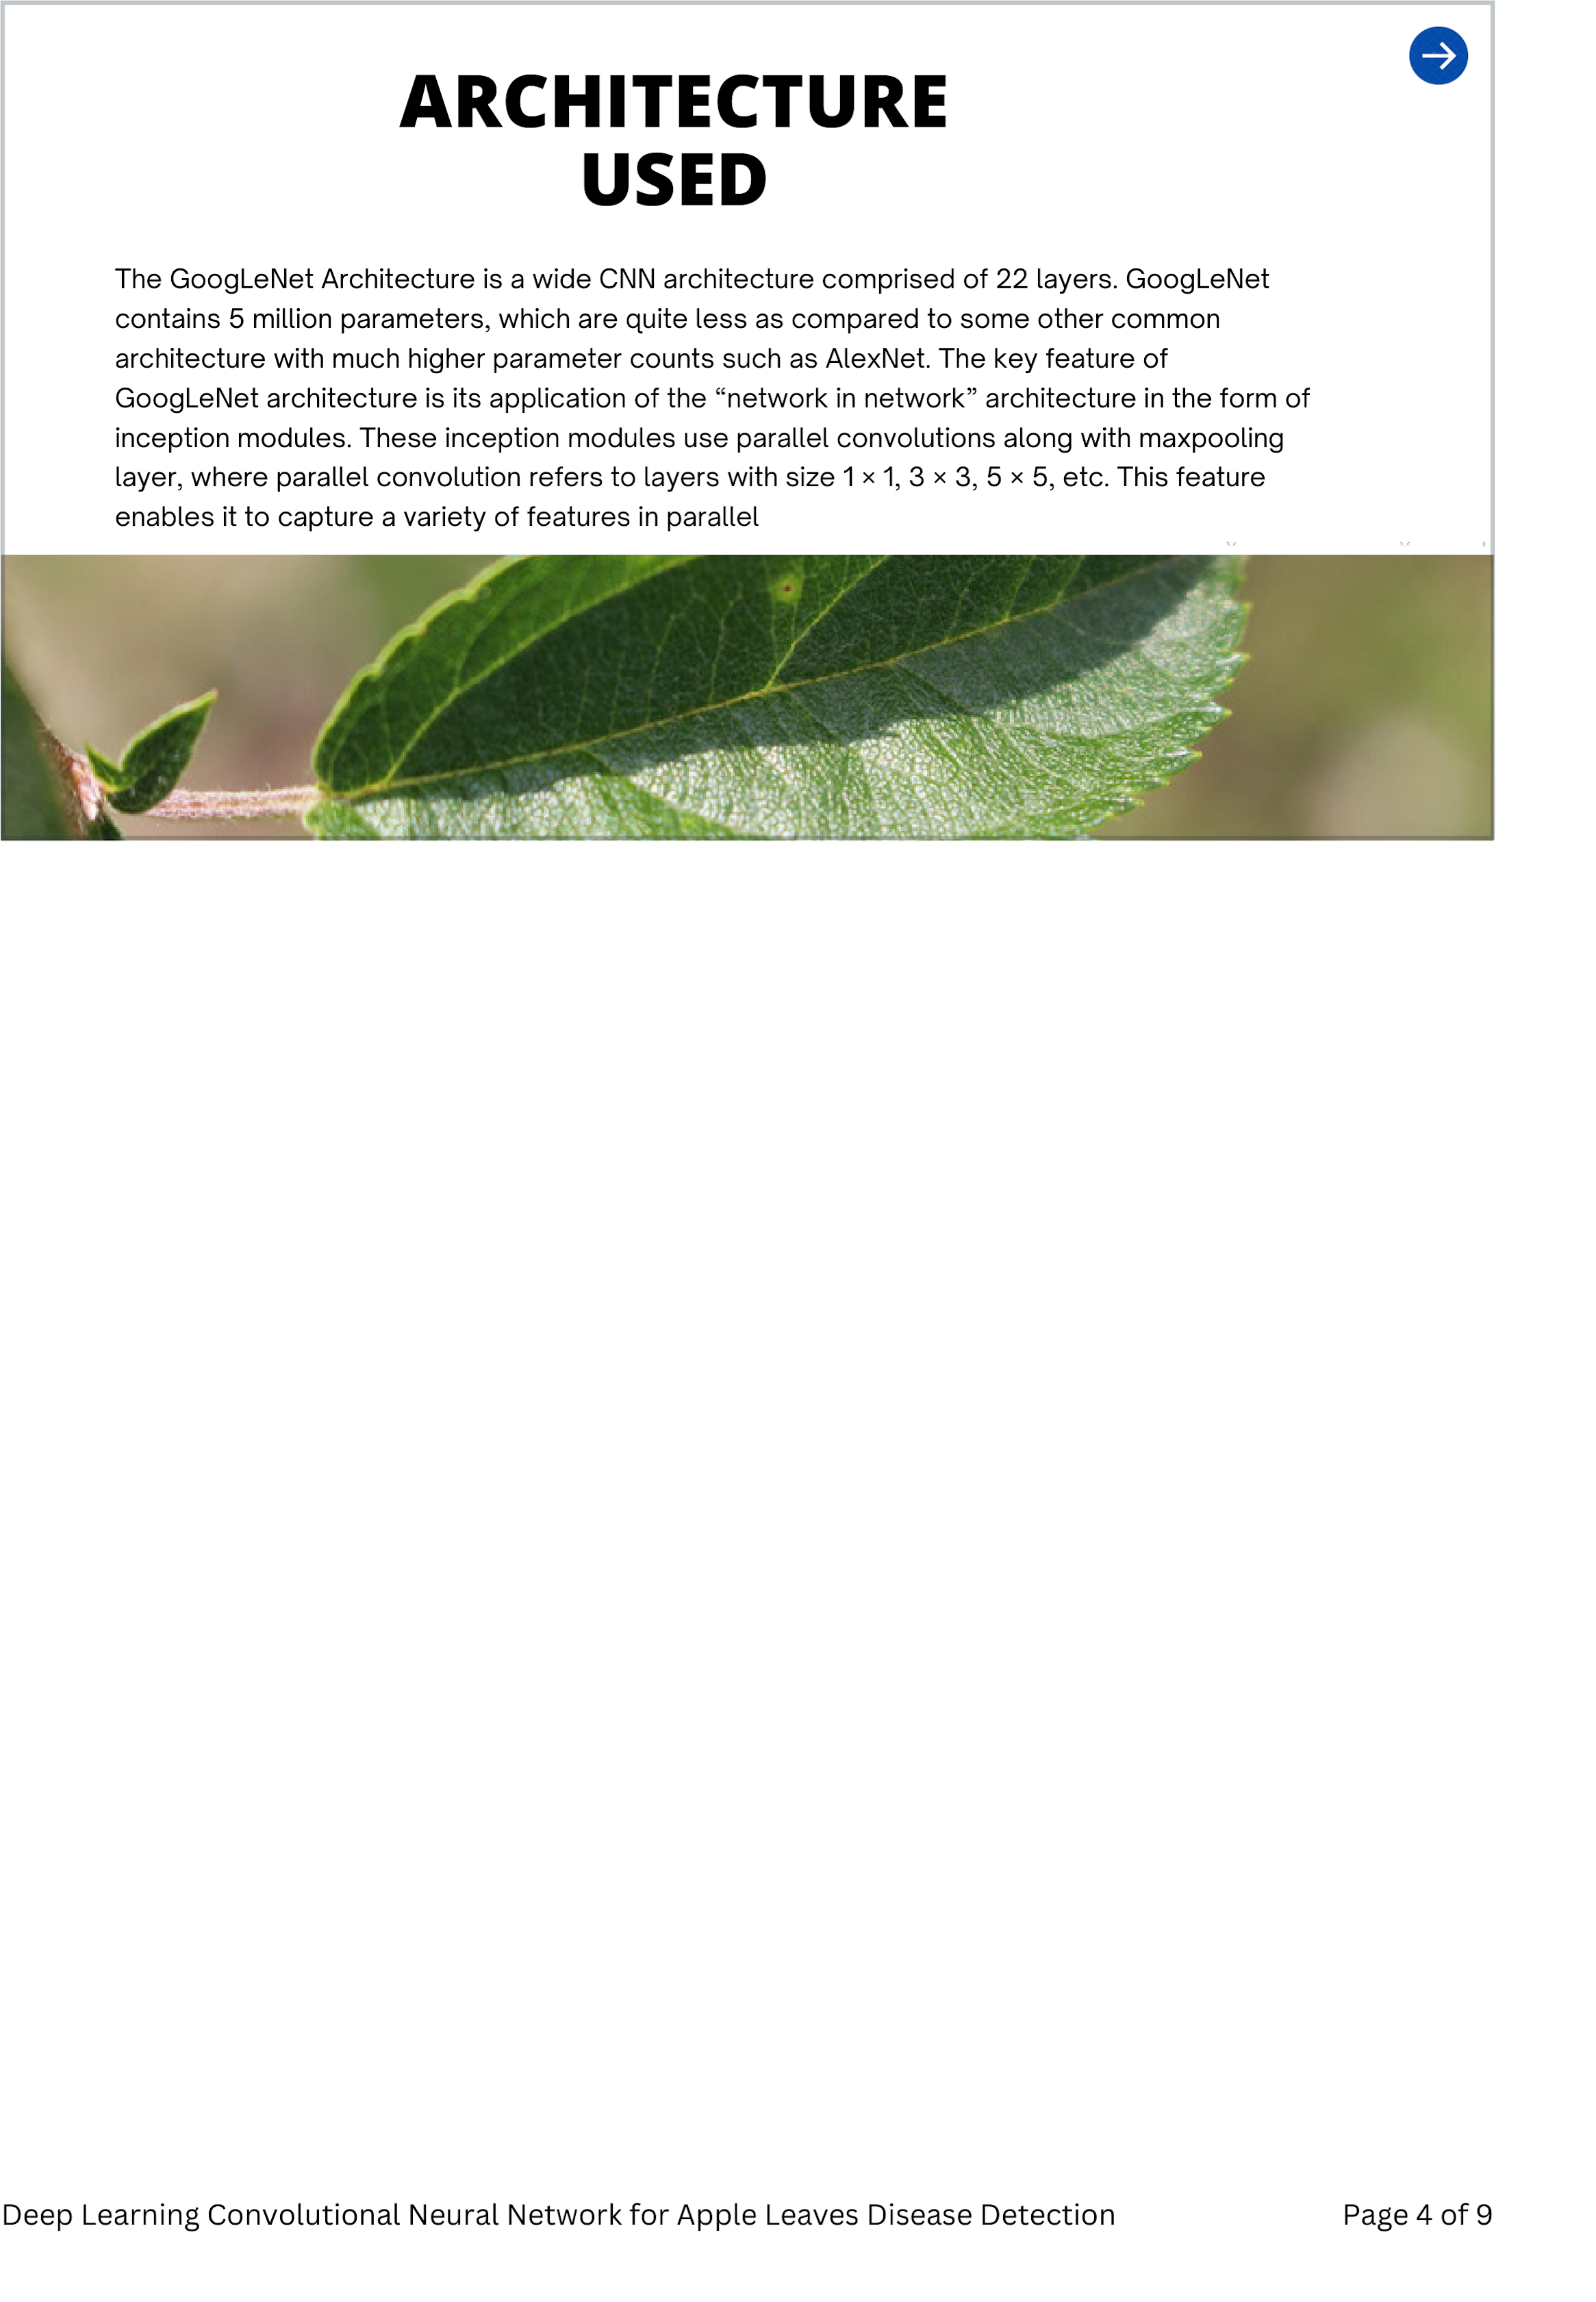 ARCHITECTURE
USED
The GoogLeNet Architecture is a wide CNN architecture comprised of 22 layers. GoogLeNet
contains 5 million parameters, which are quite less as compared to some other common
architecture with much higher parameter counts such as AlexNet. The key feature of
GoogLeNet architecture is its application of the “network in network” architecture in the form of
inception modules. These inception modules use parallel convolutions along with maxpooling
layer, where parallel convolution refers to layers with size 1 × 1, 3 × 3, 5 × 5, etc. This feature
enables it to capture a variety of features in parallel
Deep Learning Convolutional Neural Network for Apple Leaves Disease Detection
Page 4 of 9